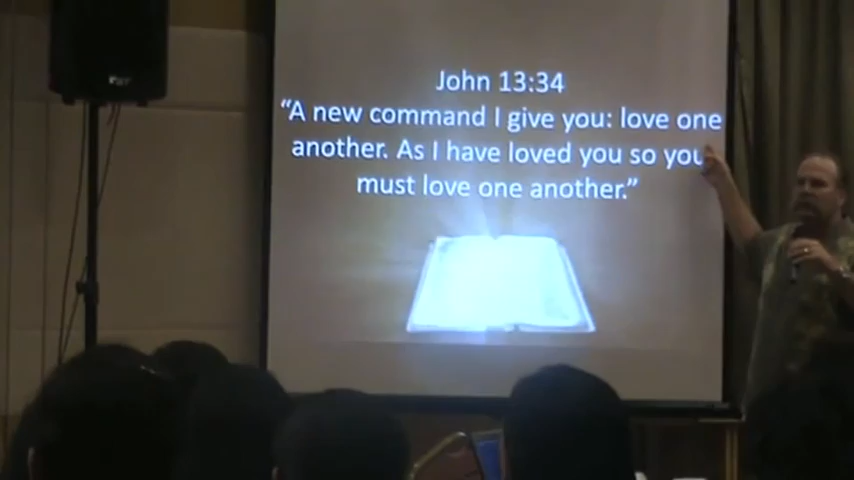 John 13:34
“A new command I give you: love one
another. As I have loved you so you
must love one another.”